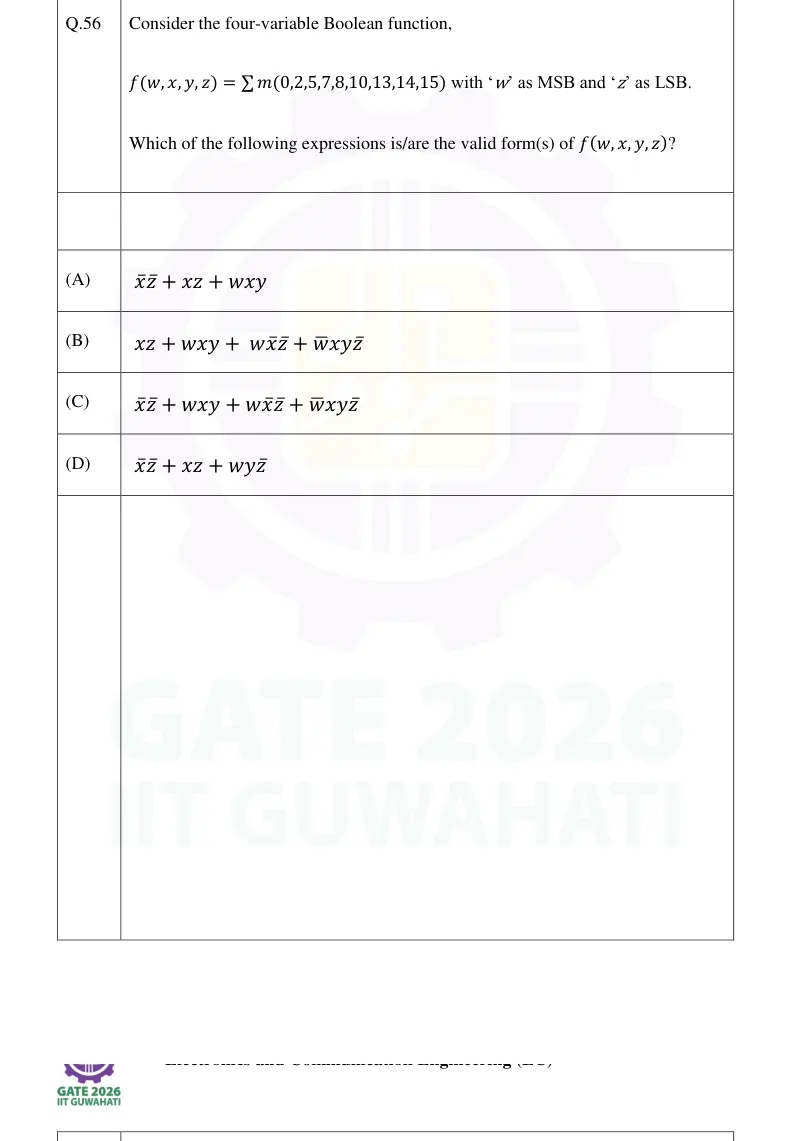 Q.56 Consider the four-variable Boolean function,
f(w, x, y, z) = ∑ m(0,2,5,7,8,10,13,14,15) with ‘w’ as MSB and ‘z’ as LSB.
Which of the following expressions is/are the valid form(s) of f(w, x, y, z)?
(A) x̄z̄ + xz + wxy
(B) xz + wxy + wx̄z̄ + w̄xyz̄
(C) x̄z̄ + wxy + wx̄z̄ + w̄xyz̄
(D) x̄z̄ + xz + wyz̄
GATE 2026
IIT GUWAHATI
GATE 2026
IIT GUWAHATI